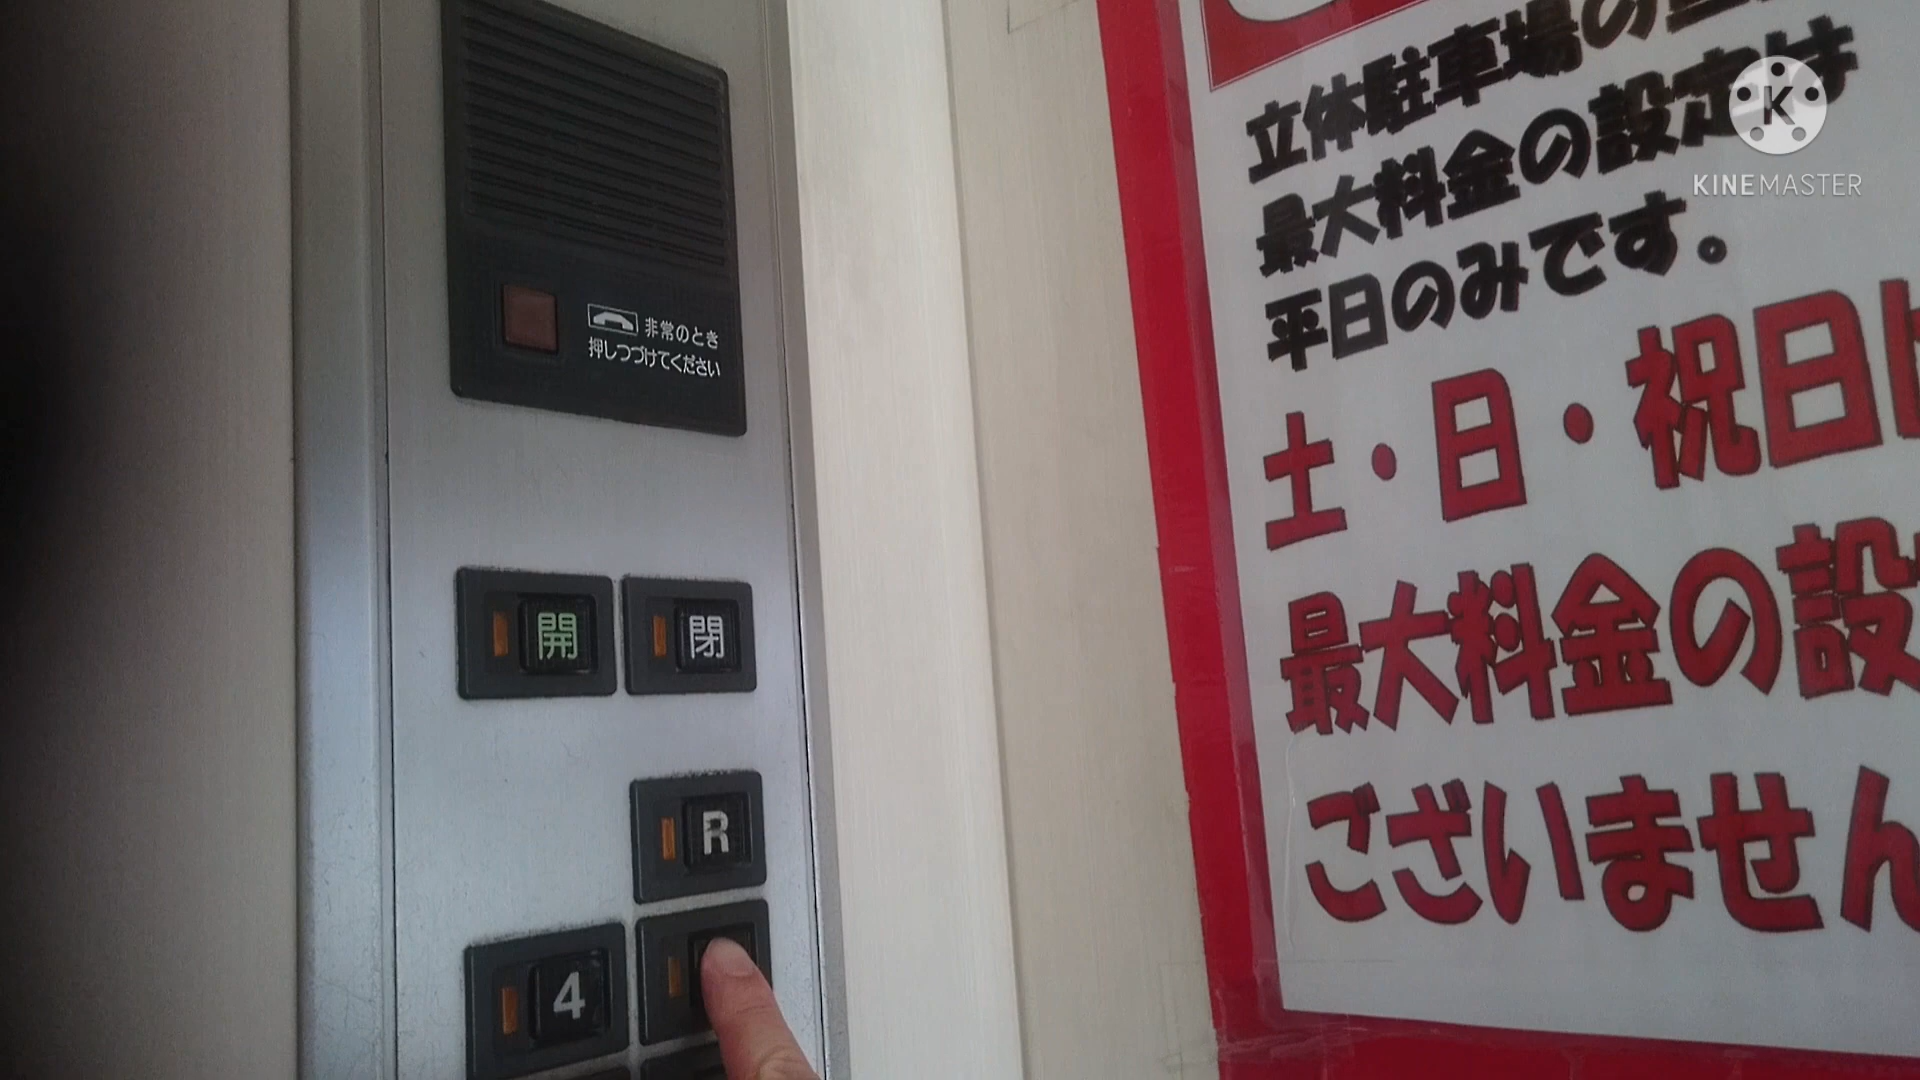 非常のとき
押しつづけてください
開 閉
R
4
立体駐車場の
最大料金の設定は
平日のみです。
土・日・祝日
最大料金の設
ございません
KINEMASTER